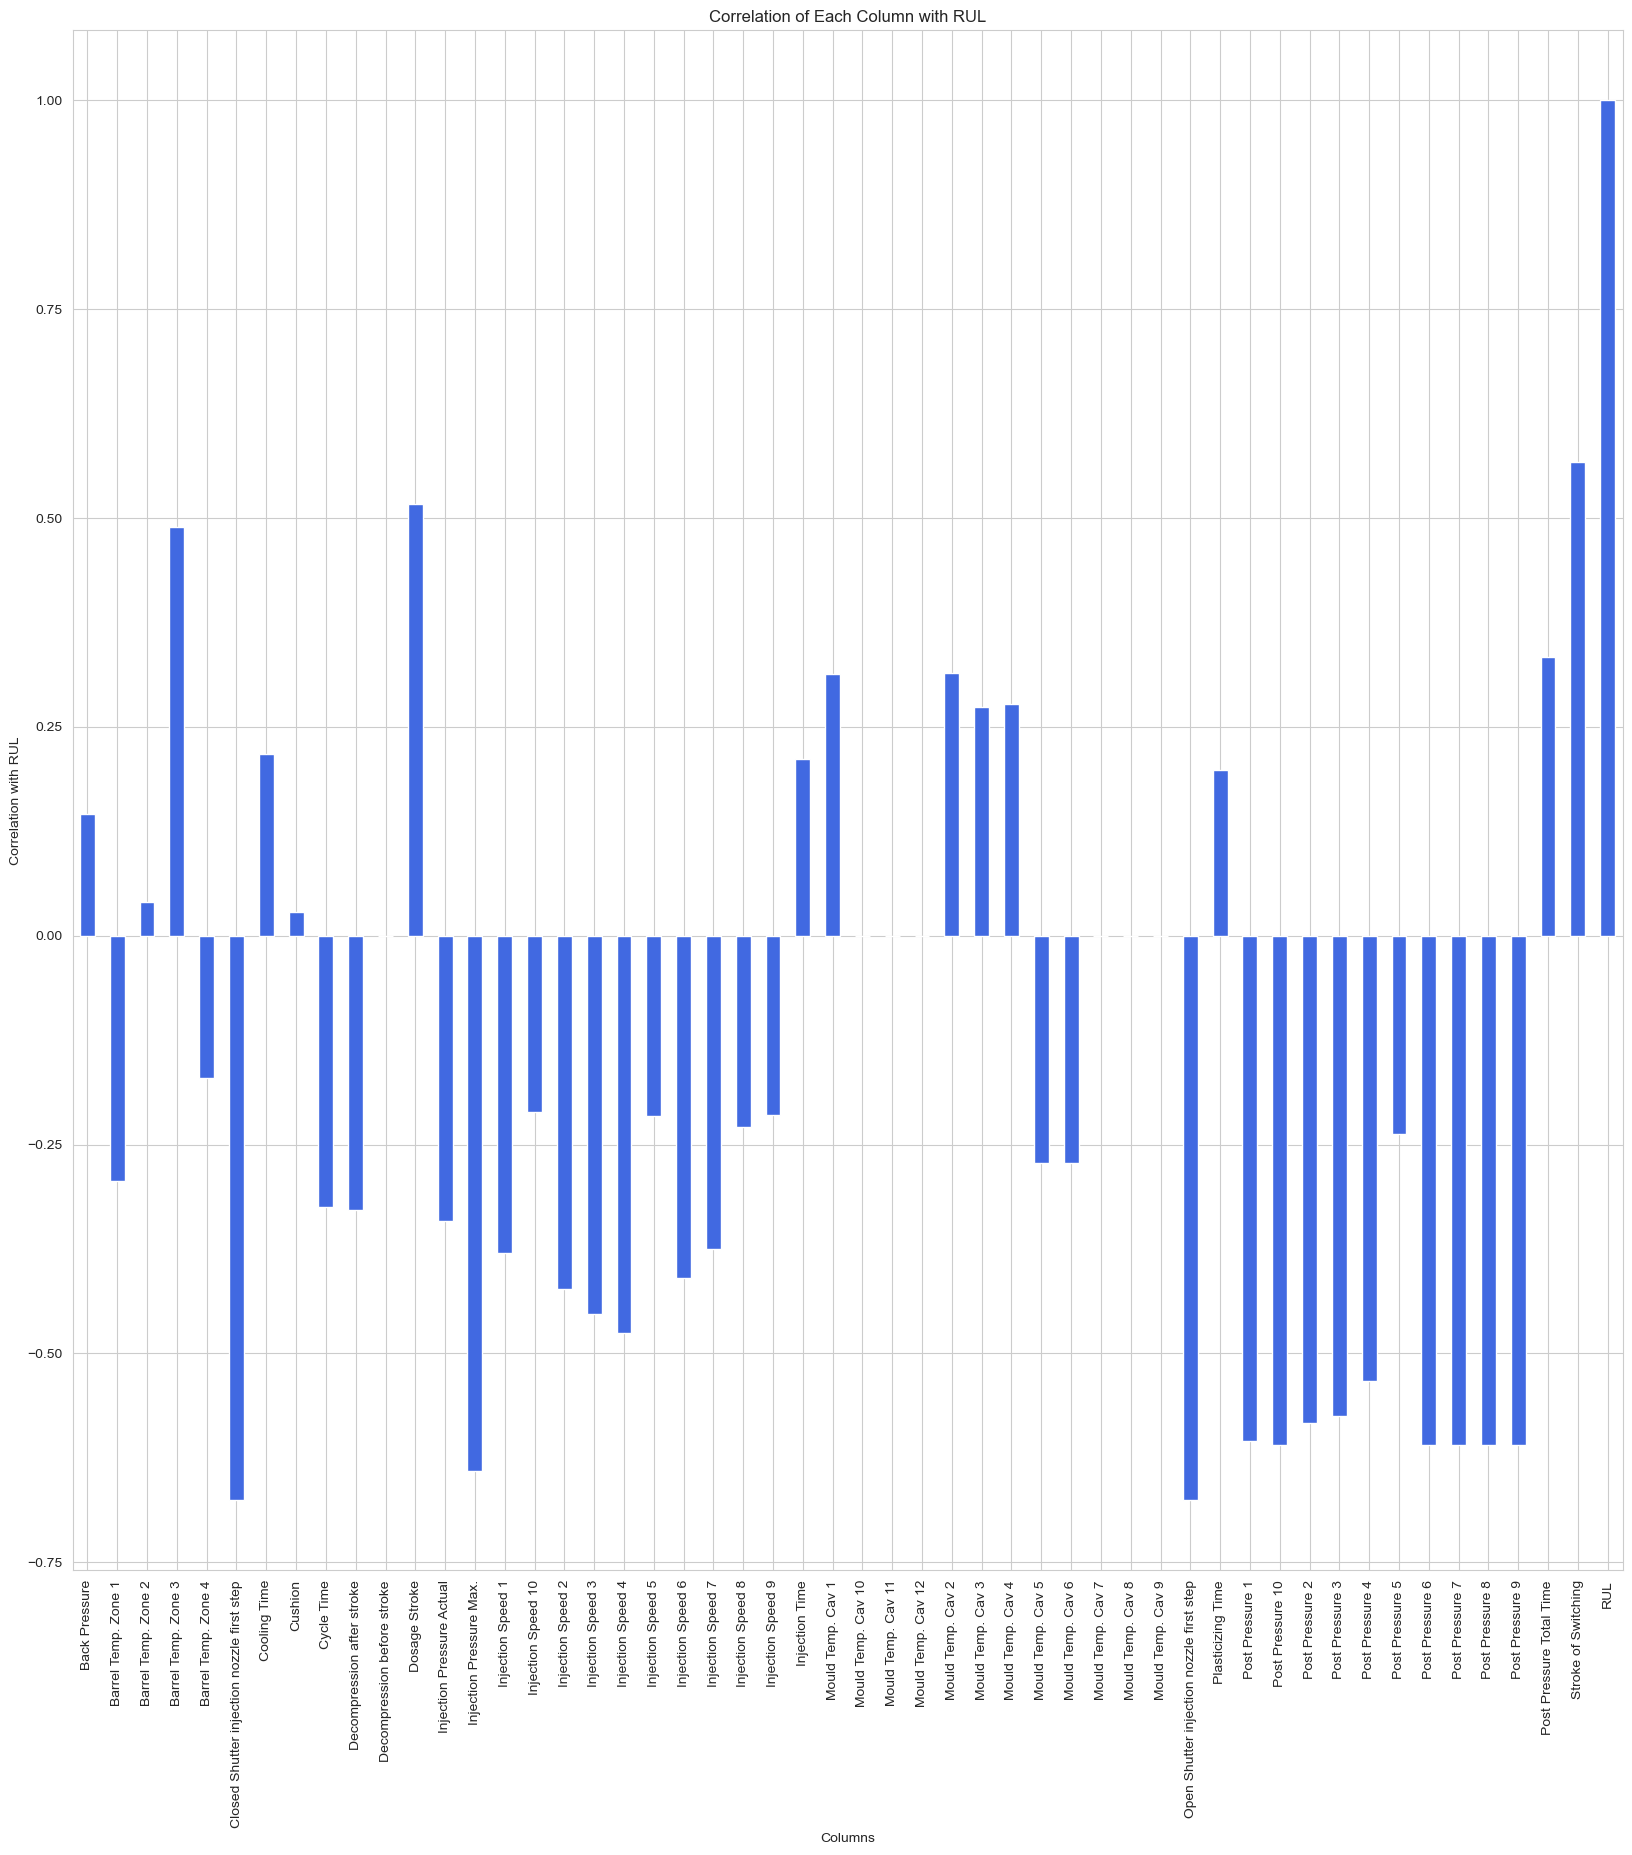 Correlation of Each Column with RUL
1.00
0.75
0.50
0.25
0.00
−0.25
−0.50
−0.75
Correlation with RUL
Back Pressure
Barrel Temp. Zone 1
Barrel Temp. Zone 2
Barrel Temp. Zone 3
Barrel Temp. Zone 4
Closed Shutter injection nozzle first step
Cooling Time
Cushion
Cycle Time
Decompression after stroke
Decompression before stroke
Dosage Stroke
Injection Pressure Actual
Injection Pressure Max.
Injection Speed 1
Injection Speed 10
Injection Speed 2
Injection Speed 3
Injection Speed 4
Injection Speed 5
Injection Speed 6
Injection Speed 7
Injection Speed 8
Injection Speed 9
Injection Time
Mould Temp. Cav 1
Mould Temp. Cav 10
Mould Temp. Cav 11
Mould Temp. Cav 12
Mould Temp. Cav 2
Mould Temp. Cav 3
Mould Temp. Cav 4
Mould Temp. Cav 5
Mould Temp. Cav 6
Mould Temp. Cav 7
Mould Temp. Cav 8
Mould Temp. Cav 9
Open Shutter injection nozzle first step
Plasticizing Time
Post Pressure 1
Post Pressure 10
Post Pressure 2
Post Pressure 3
Post Pressure 4
Post Pressure 5
Post Pressure 6
Post Pressure 7
Post Pressure 8
Post Pressure 9
Post Pressure Total Time
Stroke of Switching
RUL
Columns